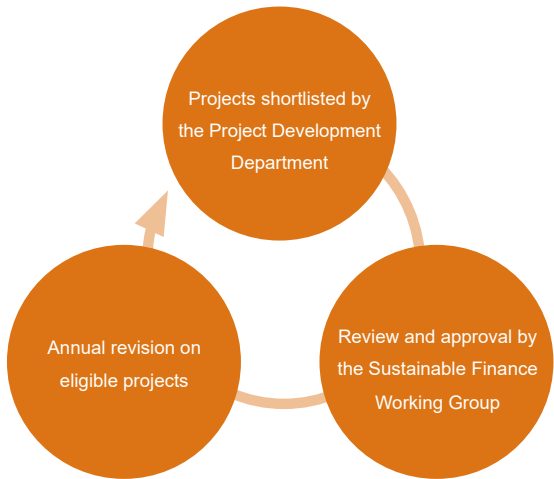 Projects shortlisted by
the Project Development
Department
Review and approval by
the Sustainable Finance
Working Group
Annual revision on
eligible projects